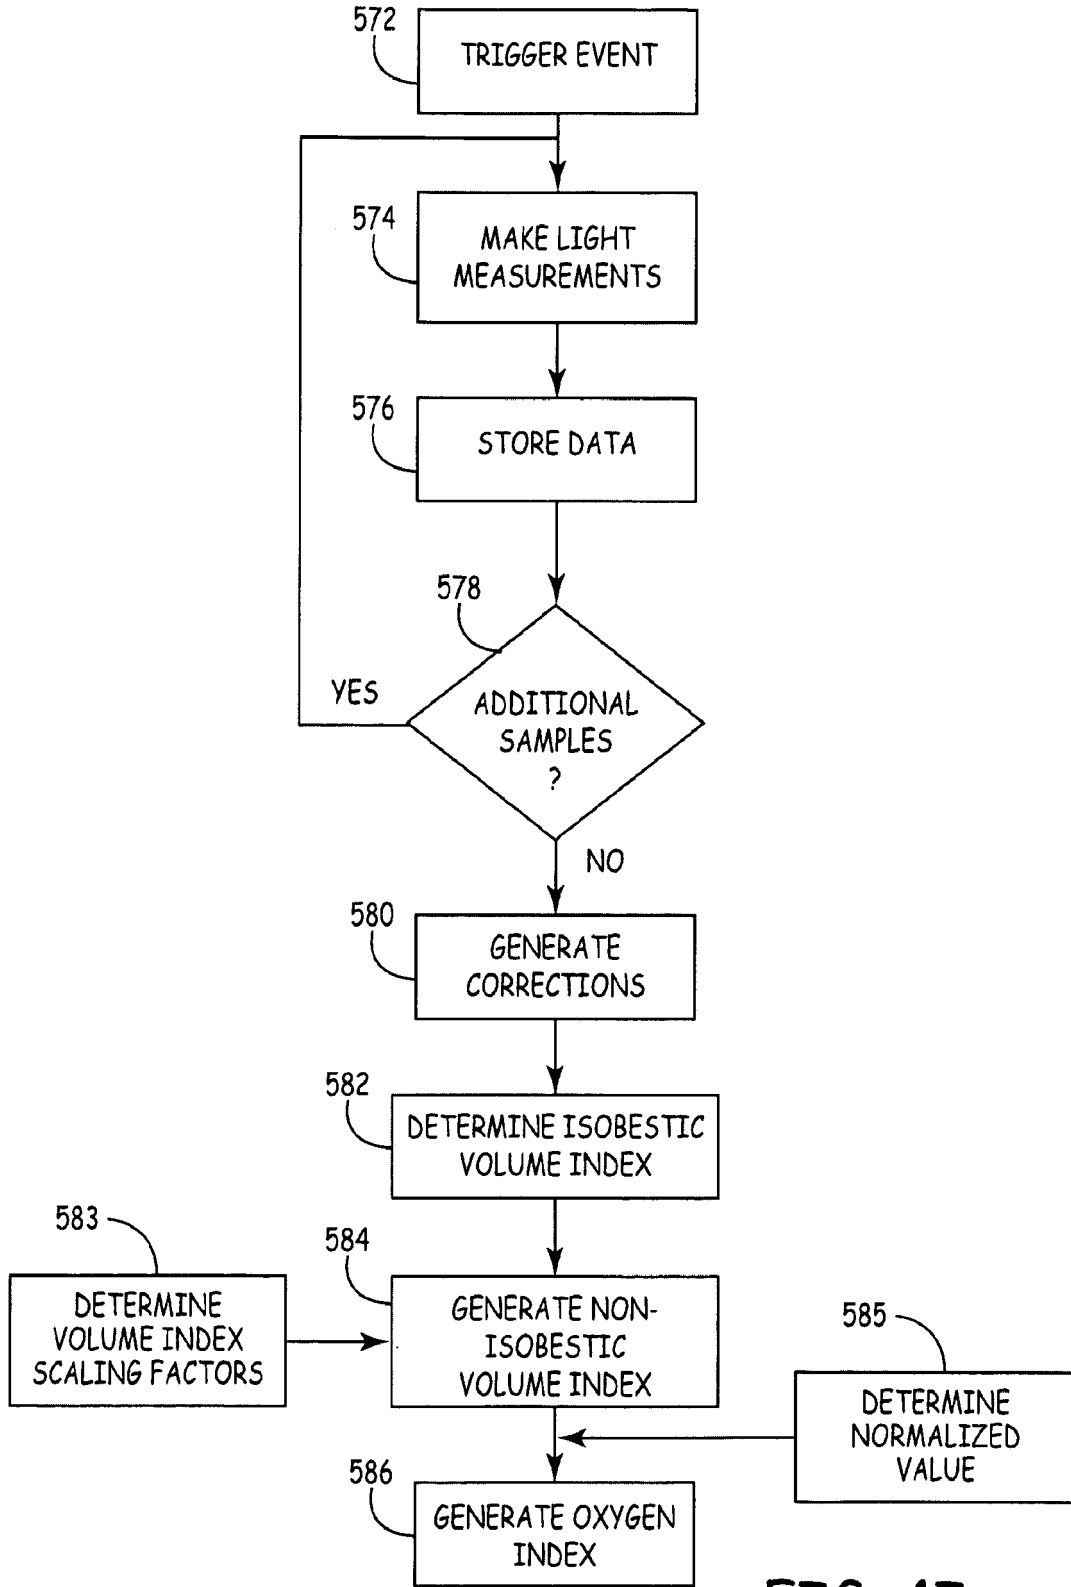 572
TRIGGER EVENT
574
MAKE LIGHT
MEASUREMENTS
576
STORE DATA
578
YES
ADDITIONAL
SAMPLES
?
NO
580
GENERATE
CORRECTIONS
582
DETERMINE ISOBESTIC
VOLUME INDEX
583
DETERMINE
VOLUME INDEX
SCALING FACTORS
584
GENERATE NON-
ISOBESTIC
VOLUME INDEX
585
DETERMINE
NORMALIZED
VALUE
586
GENERATE OXYGEN
INDEX